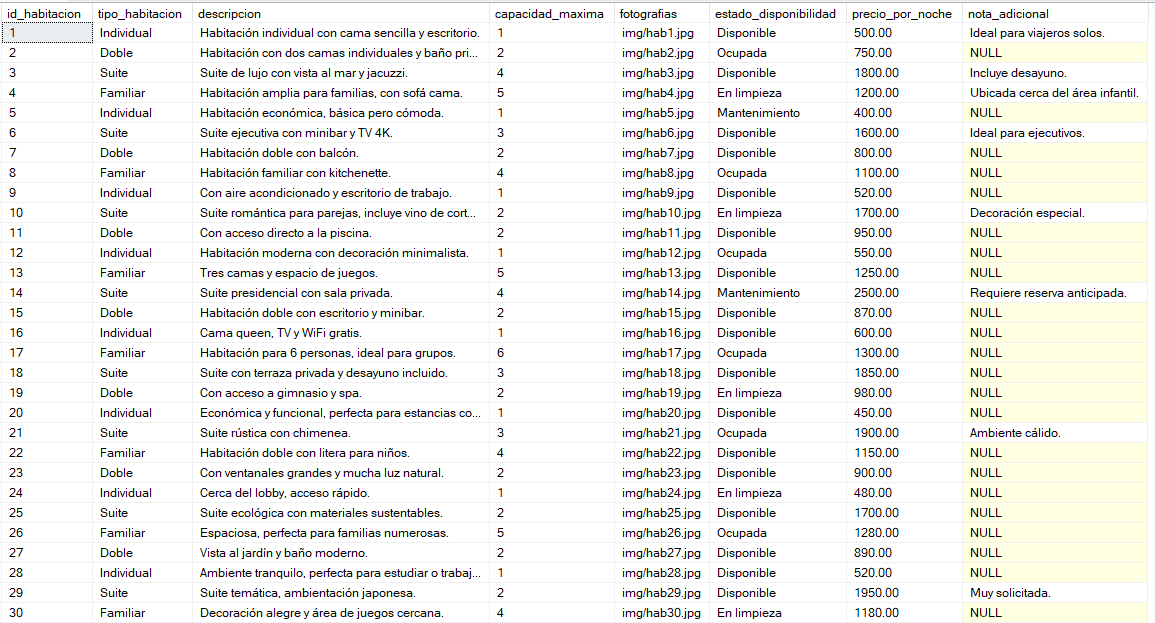 id_habitacion tipo_habitacion descripcion capacidad_maxima fotografias estado_disponibilidad precio_por_noche nota_adicional
1 Individual Habitación individual con cama sencilla y escritorio. 1 img/hab1.jpg Disponible 500.00 Ideal para viajeros solos.
2 Doble Habitación con dos camas individuales y baño pri... 2 img/hab2.jpg Ocupada 750.00 NULL
3 Suite Suite de lujo con vista al mar y jacuzzi. 4 img/hab3.jpg Disponible 1800.00 Incluye desayuno.
4 Familiar Habitación amplia para familias, con sofá cama. 5 img/hab4.jpg En limpieza 1200.00 Ubicada cerca del área infantil.
5 Individual Habitación económica, básica pero cómoda. 1 img/hab5.jpg Mantenimiento 400.00 NULL
6 Suite Suite ejecutiva con minibar y TV 4K. 3 img/hab6.jpg Disponible 1600.00 Ideal para ejecutivos.
7 Doble Habitación doble con balcón. 2 img/hab7.jpg Disponible 800.00 NULL
8 Familiar Habitación familiar con kitchenette. 4 img/hab8.jpg Ocupada 1100.00 NULL
9 Individual Con aire acondicionado y escritorio de trabajo. 1 img/hab9.jpg Disponible 520.00 NULL
10 Suite Suite romántica para parejas, incluye vino de cort... 2 img/hab10.jpg En limpieza 1700.00 Decoración especial.
11 Doble Con acceso directo a la piscina. 2 img/hab11.jpg Disponible 950.00 NULL
12 Individual Habitación moderna con decoración minimalista. 1 img/hab12.jpg Ocupada 550.00 NULL
13 Familiar Tres camas y espacio de juegos. 5 img/hab13.jpg Disponible 1250.00 NULL
14 Suite Suite presidencial con sala privada. 4 img/hab14.jpg Mantenimiento 2500.00 Requiere reserva anticipada.
15 Doble Habitación doble con escritorio y minibar. 2 img/hab15.jpg Disponible 870.00 NULL
16 Individual Cama queen, TV y WiFi gratis. 1 img/hab16.jpg Disponible 600.00 NULL
17 Familiar Habitación para 6 personas, ideal para grupos. 6 img/hab17.jpg Ocupada 1300.00 NULL
18 Suite Suite con terraza privada y desayuno incluido. 3 img/hab18.jpg Disponible 1850.00 NULL
19 Doble Con acceso a gimnasio y spa. 2 img/hab19.jpg En limpieza 980.00 NULL
20 Individual Económica y funcional, perfecta para estancias co... 1 img/hab20.jpg Disponible 450.00 NULL
21 Suite Suite rústica con chimenea. 3 img/hab21.jpg Ocupada 1900.00 Ambiente cálido.
22 Familiar Habitación doble con litera para niños. 4 img/hab22.jpg Disponible 1150.00 NULL
23 Doble Con ventanales grandes y mucha luz natural. 2 img/hab23.jpg Disponible 900.00 NULL
24 Individual Cerca del lobby, acceso rápido. 1 img/hab24.jpg En limpieza 480.00 NULL
25 Suite Suite ecológica con materiales sustentables. 2 img/hab25.jpg Disponible 1700.00 NULL
26 Familiar Espaciosa, perfecta para familias numerosas. 5 img/hab26.jpg Ocupada 1280.00 NULL
27 Doble Vista al jardín y baño moderno. 2 img/hab27.jpg Disponible 890.00 NULL
28 Individual Ambiente tranquilo, perfecta para estudiar o trabaj... 1 img/hab28.jpg Disponible 520.00 NULL
29 Suite Suite temática, ambientación japonesa. 2 img/hab29.jpg Disponible 1950.00 Muy solicitada.
30 Familiar Decoración alegre y área de juegos cercana. 4 img/hab30.jpg En limpieza 1180.00 NULL